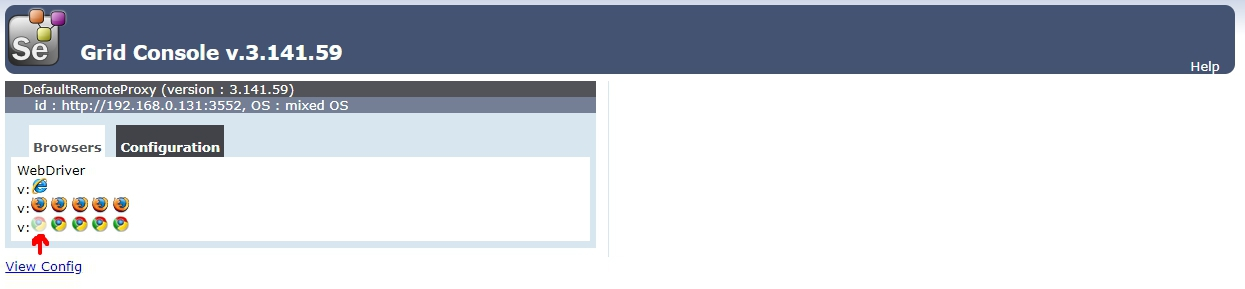 Se
Grid Console v.3.141.59
Help
DefaultRemoteProxy (version : 3.141.59)
id : http://192.168.0.131:3552, OS : mixed OS
Browsers Configuration
WebDriver
v:
v:
v:
View Config